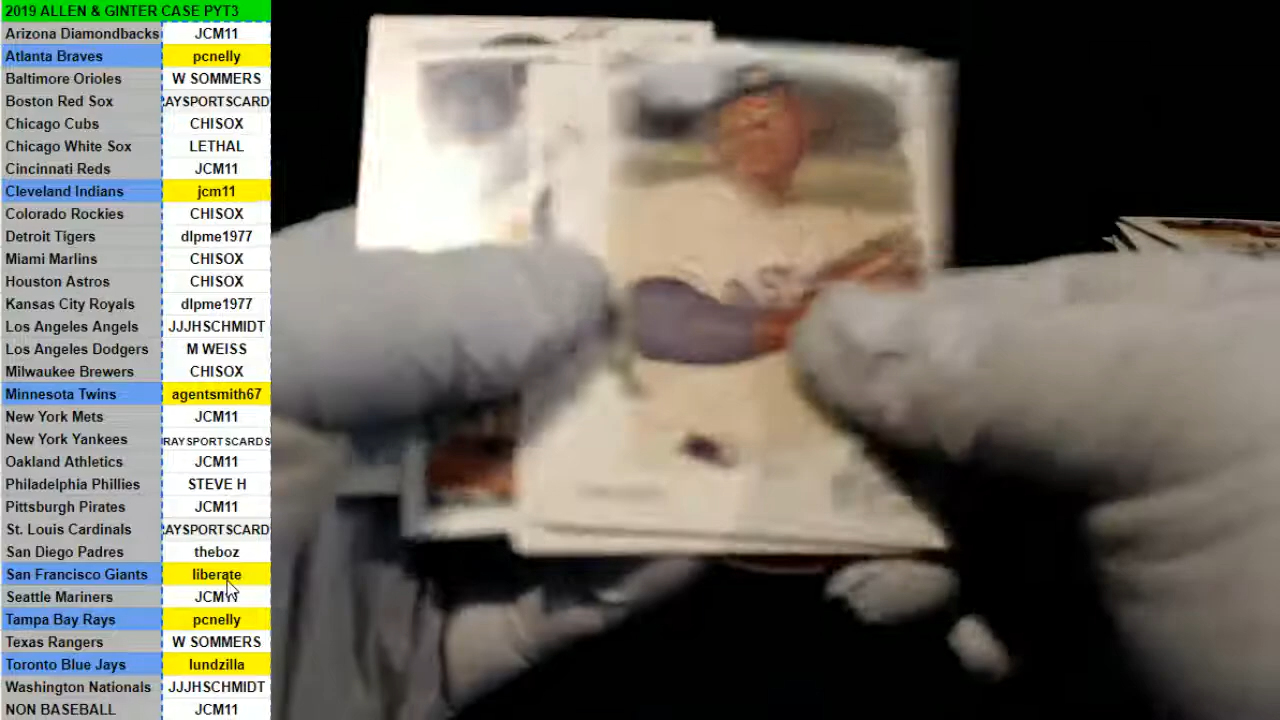 2019 ALLEN & GINTER CASE PYT3
Arizona Diamondbacks JCM11
Atlanta Braves pcnelly
Baltimore Orioles W SOMMERS
Boston Red Sox AYSPORTSCARD
Chicago Cubs CHISOX
Chicago White Sox LETHAL
Cincinnati Reds JCM11
Cleveland Indians jcm11
Colorado Rockies CHISOX
Detroit Tigers dlpme1977
Miami Marlins CHISOX
Houston Astros CHISOX
Kansas City Royals dlpme1977
Los Angeles Angels JJJHSCHMIDT
Los Angeles Dodgers M WEISS
Milwaukee Brewers CHISOX
Minnesota Twins agentsmith67
New York Mets JCM11
New York Yankees RAYSPORTSCARDS
Oakland Athletics JCM11
Philadelphia Phillies STEVE H
Pittsburgh Pirates JCM11
St. Louis Cardinals AYSPORTSCARD
San Diego Padres theboz
San Francisco Giants liberate
Seattle Mariners
Tampa Bay Rays pcnelly
Texas Rangers W SOMMERS
Toronto Blue Jays lundzilla
Washington Nationals JJJHSCHMIDT
NON BASEBALL JCM11